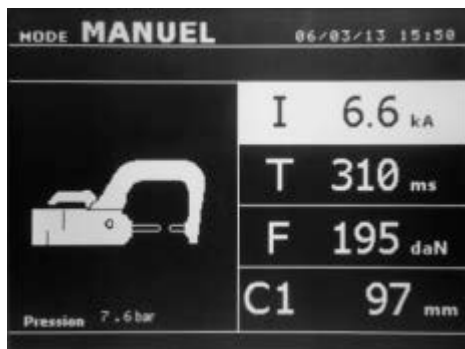 MODE MANUEL 06/03/13 15:50
I 6.6 kA
T 310 ms
F 195 daN
C1 97 mm
Pression 7.6 bar